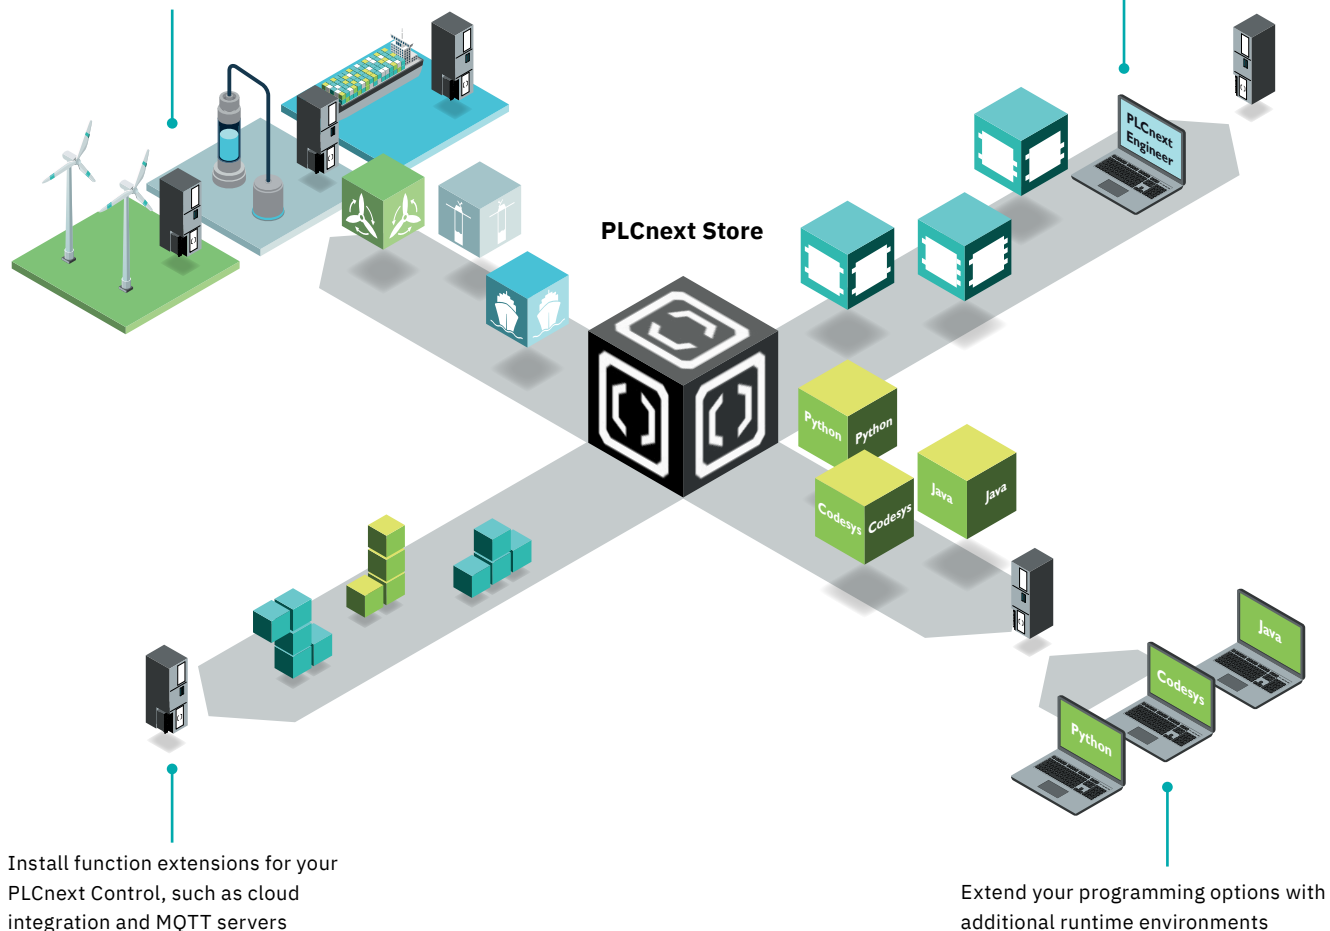 PLCnext
Engineer
PLCnext Store
Python Python
Java Java
Codesys Codesys
Java
Codesys
Python
Install function extensions for your
PLCnext Control, such as cloud
integration and MQTT servers
Extend your programming options with
additional runtime environments